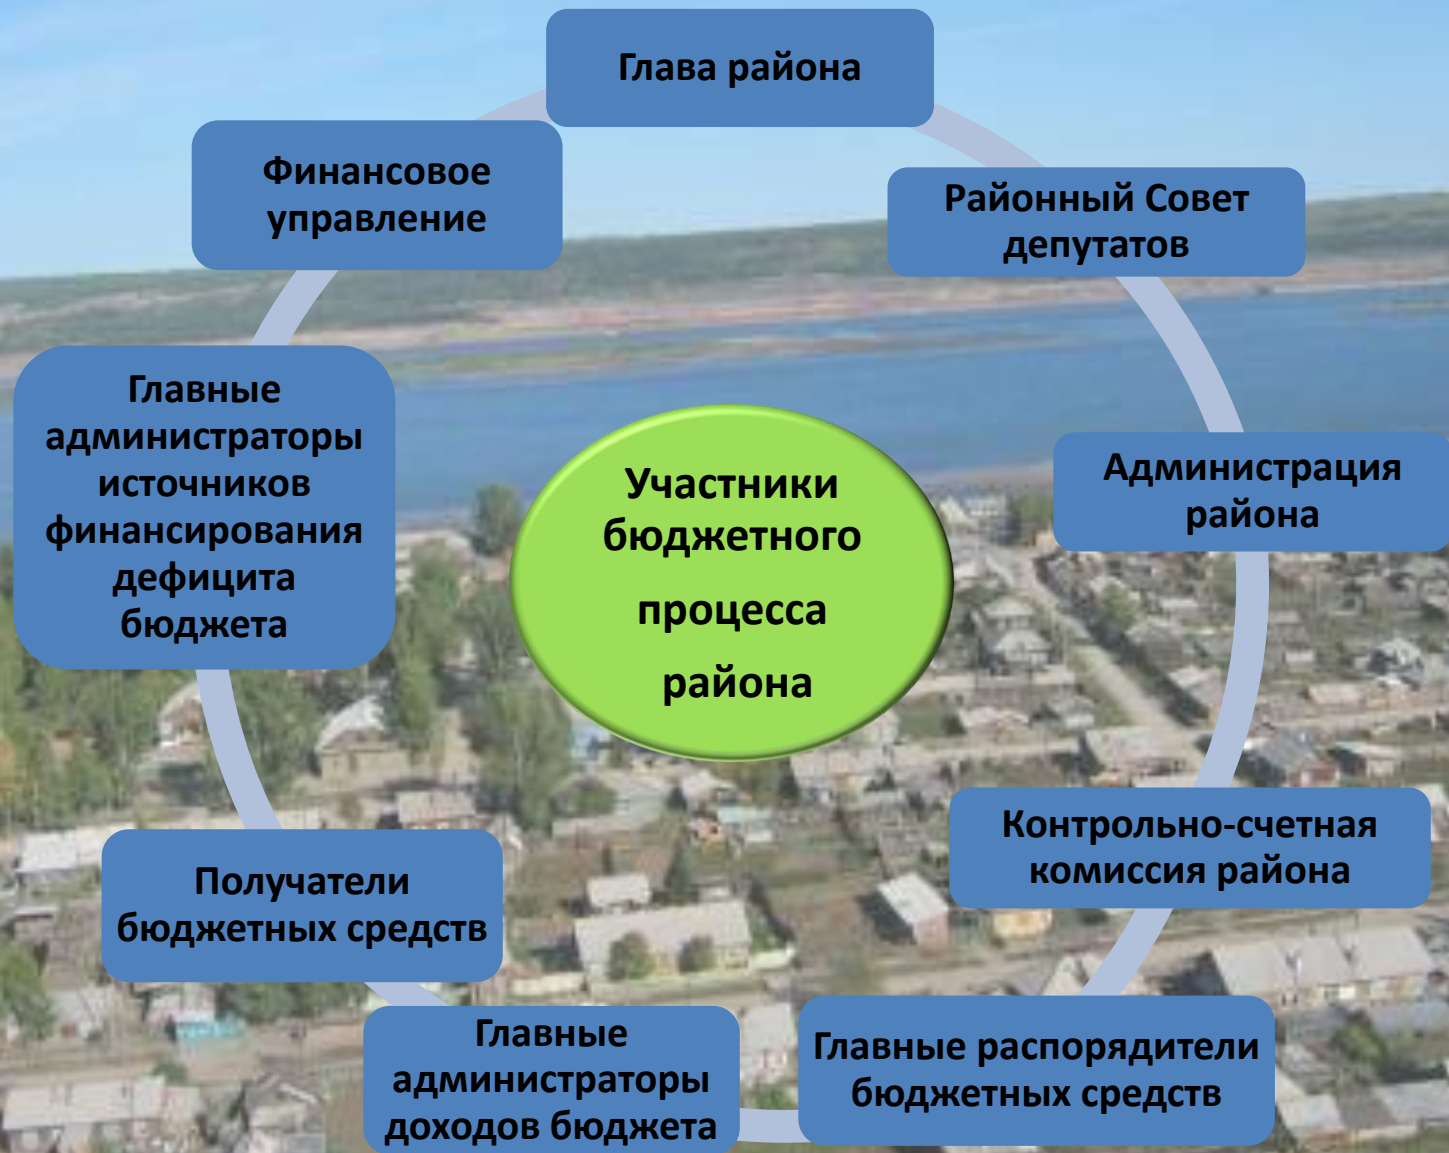 Глава района
Финансовое
управление
Районный Совет
депутатов
Главные
администраторы
источников
финансирования
дефицита
бюджета
Участники
бюджетного
процесса
района
Администрация
района
Контрольно-счетная
комиссия района
Получатели
бюджетных средств
Главные
администраторы
доходов бюджета
Главные распорядители
бюджетных средств